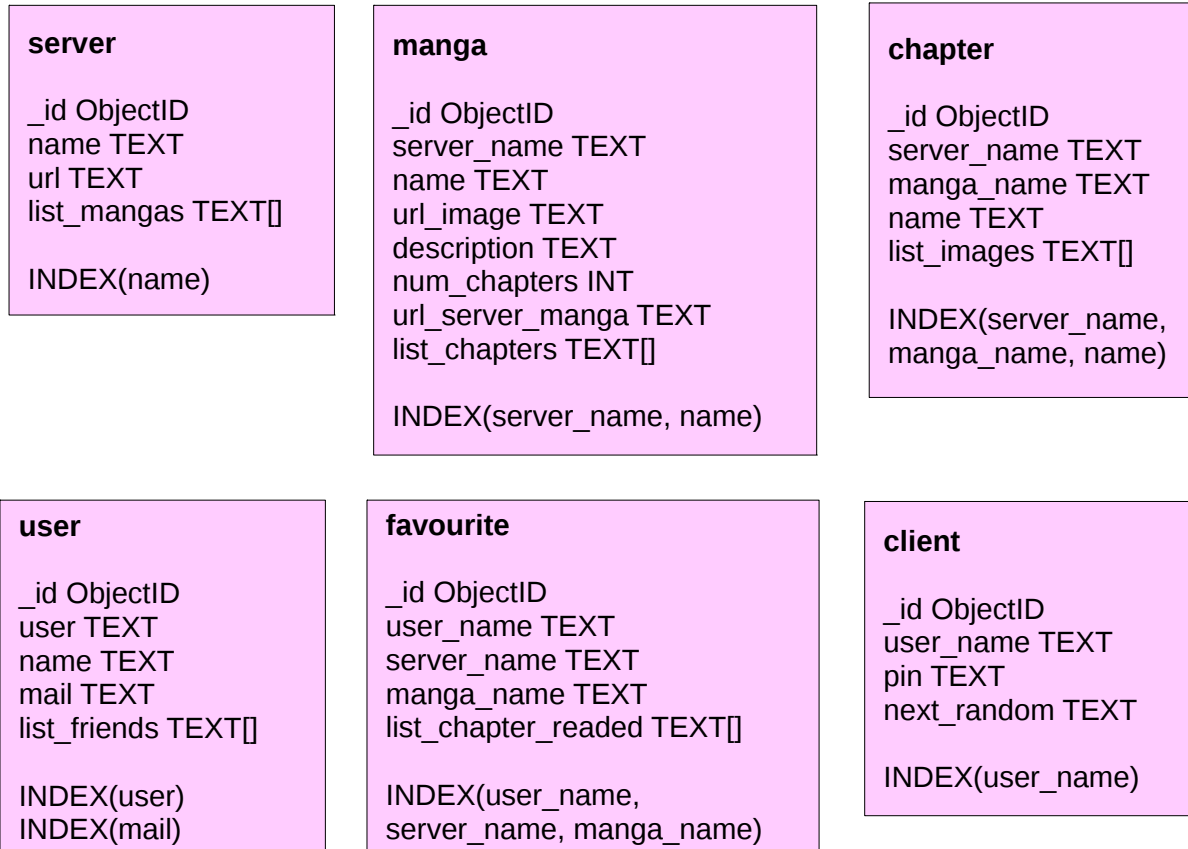 server
_id ObjectID
name TEXT
url TEXT
list_mangas TEXT[]
INDEX(name)
manga
_id ObjectID
server_name TEXT
name TEXT
url_image TEXT
description TEXT
num_chapters INT
url_server_manga TEXT
list_chapters TEXT[]
INDEX(server_name, name)
chapter
_id ObjectID
server_name TEXT
manga_name TEXT
name TEXT
list_images TEXT[]
INDEX(server_name,
manga_name, name)
user
_id ObjectID
user TEXT
name TEXT
mail TEXT
list_friends TEXT[]
INDEX(user)
INDEX(mail)
favourite
_id ObjectID
user_name TEXT
server_name TEXT
manga_name TEXT
list_chapter_readed TEXT[]
INDEX(user_name,
server_name, manga_name)
client
_id ObjectID
user_name TEXT
pin TEXT
next_random TEXT
INDEX(user_name)